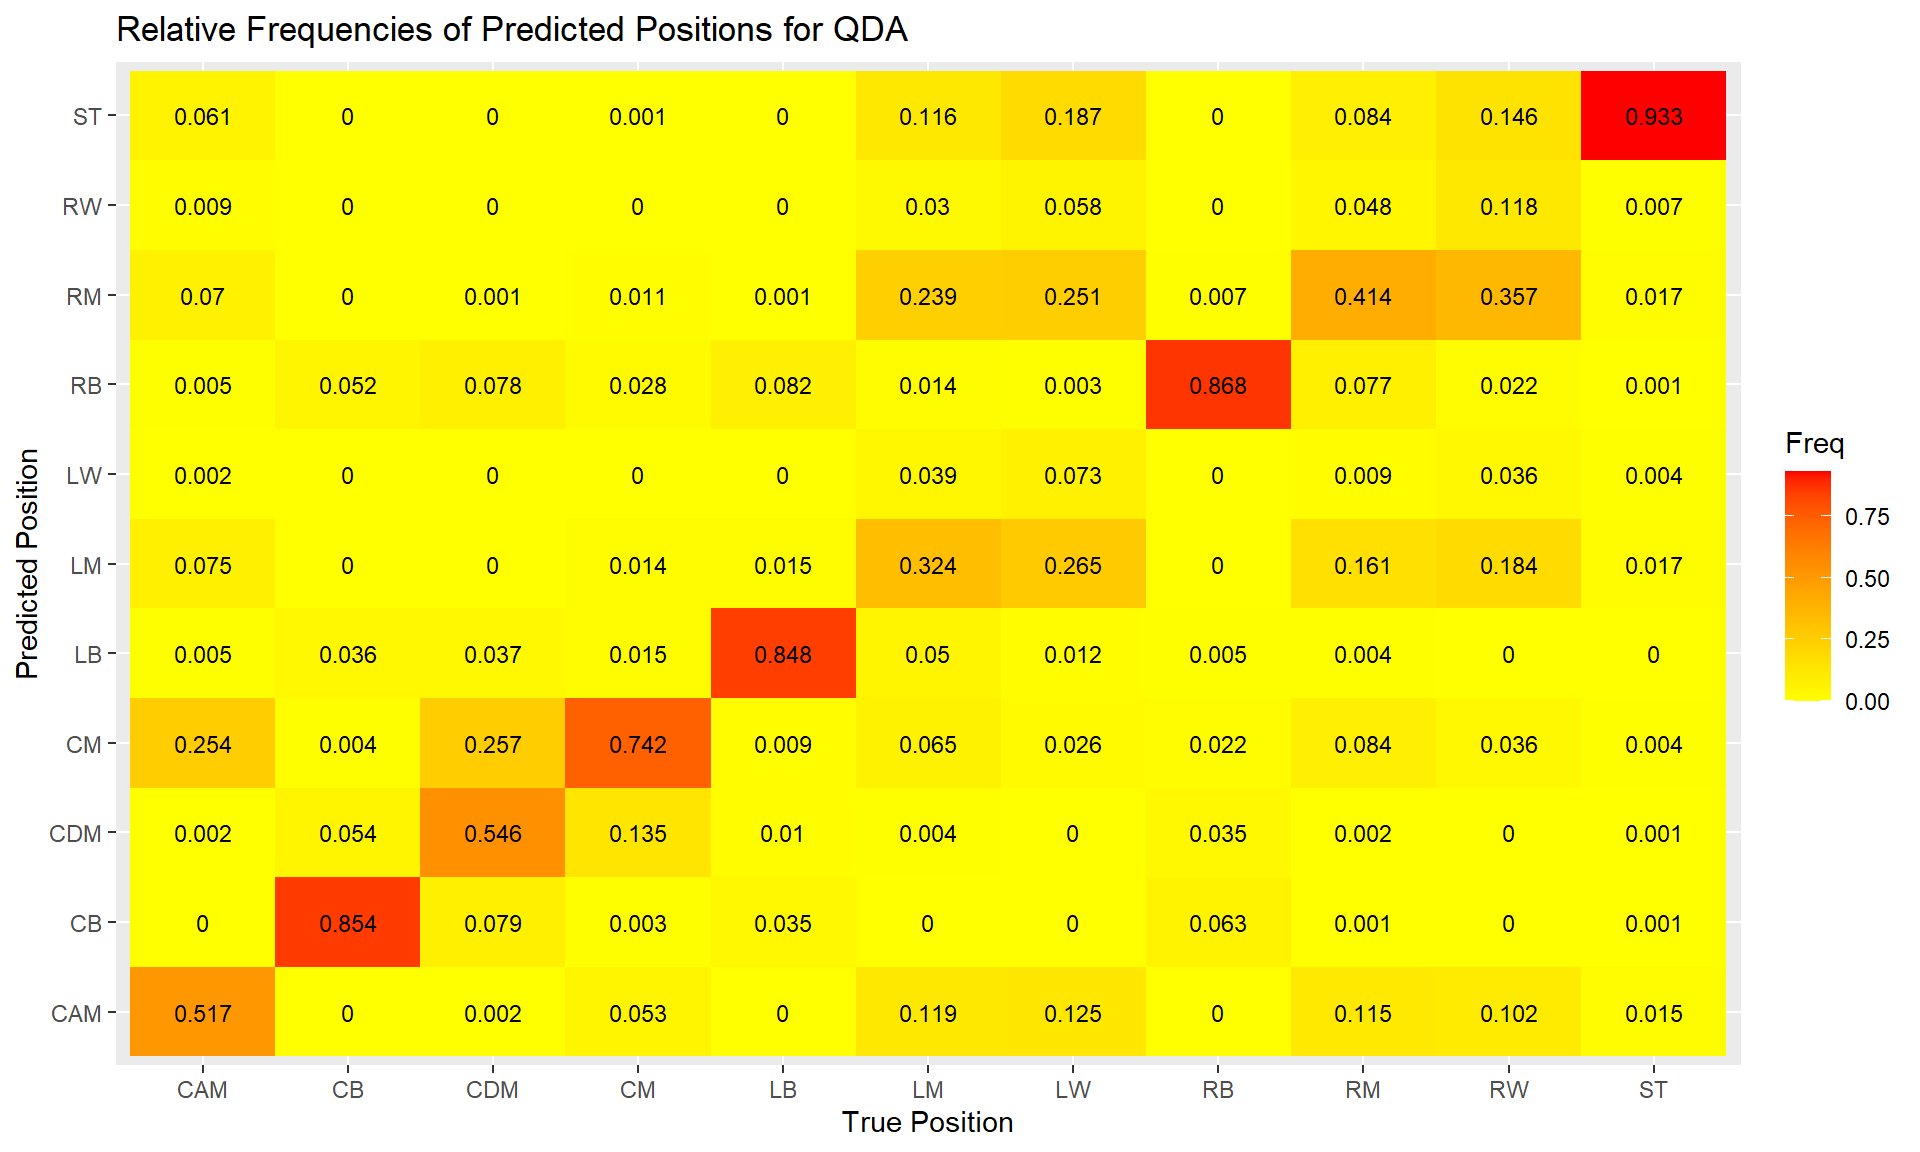 Relative Frequencies of Predicted Positions for QDA
Predicted Position
ST 0.061 0 0 0.001 0 0.116 0.187 0 0.084 0.146 0.933
RW 0.009 0 0 0 0 0.03 0.058 0 0.048 0.118 0.007
RM 0.07 0 0.001 0.011 0.001 0.239 0.251 0.007 0.414 0.357 0.017
RB 0.005 0.052 0.078 0.028 0.082 0.014 0.003 0.868 0.077 0.022 0.001
LW 0.002 0 0 0 0 0.039 0.073 0 0.009 0.036 0.004
LM 0.075 0 0 0.014 0.015 0.324 0.265 0 0.161 0.184 0.017
LB 0.005 0.036 0.037 0.015 0.848 0.05 0.012 0.005 0.004 0 0
CM 0.254 0.004 0.257 0.742 0.009 0.065 0.026 0.022 0.084 0.036 0.004
CDM 0.002 0.054 0.546 0.135 0.01 0.004 0 0.035 0.002 0 0.001
CB 0 0.854 0.079 0.003 0.035 0 0 0.063 0.001 0 0.001
CAM 0.517 0 0.002 0.053 0 0.119 0.125 0 0.115 0.102 0.015
CAM CB CDM CM LB LM LW RB RM RW ST
True Position
Freq
0.75
0.50
0.25
0.00